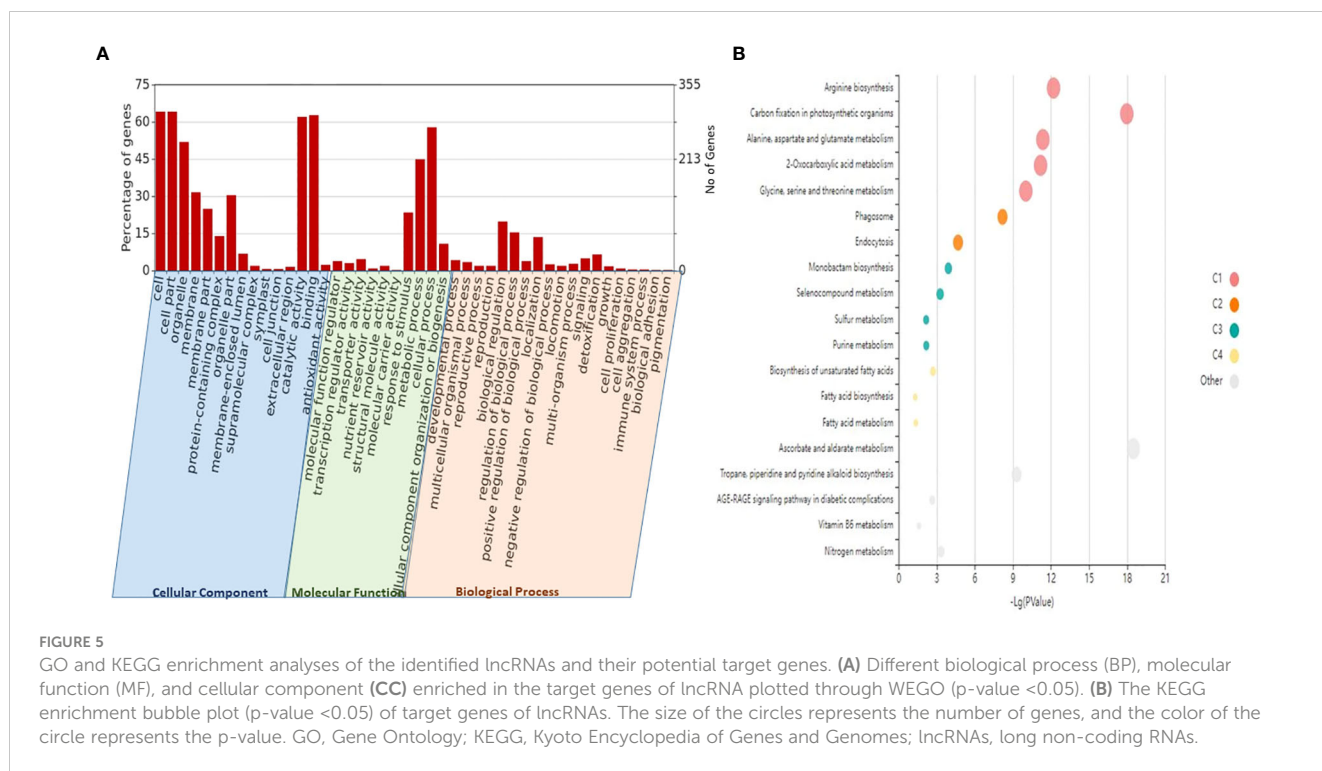 A
B
75
60
45
30
15
0
Percentage of genes
355
213
0
No of Genes
cell
cell part
organelle
membrane
membrane part
protein-containing complex
organelle part
membrane-enclosed lumen
supramolecular complex
symplast
cell junction
extracellular region
catalytic activity
binding
antioxidant activity
molecular function regulator
transcription regulator activity
transporter activity
nutrient reservoir activity
structural molecule activity
molecular carrier activity
response to stimulus
metabolic process
cellular process
ellular component organization or biogenesis
developmental process
multicellular organismal process
reproductive process
reproduction
biological regulation
regulation of biological process
positive regulation of biological process
localization
negative regulation of biological process
locomotion
multi-organism process
signaling
detoxification
growth
cell proliferation
cell aggregation
immune system process
biological adhesion
pigmentation
Cellular Component
Molecular Function
Biological Process
Arginine biosynthesis
Carbon fixation in photosynthetic organisms
Alanine, aspartate and glutamate metabolism
2-Oxocarboxylic acid metabolism
Glycine, serine and threonine metabolism
Phagosome
Endocytosis
Monobactam biosynthesis
Selenocompound metabolism
Sulfur metabolism
Purine metabolism
Biosynthesis of unsaturated fatty acids
Fatty acid biosynthesis
Fatty acid metabolism
Ascorbate and aldarate metabolism
Tropane, piperidine and pyridine alkaloid biosynthesis
AGE-RAGE signaling pathway in diabetic complications
Vitamin B6 metabolism
Nitrogen metabolism
0 3 6 9 12 15 18 21
-Lg(PValue)
C1
C2
C3
C4
Other
FIGURE 5
GO and KEGG enrichment analyses of the identified lncRNAs and their potential target genes. (A) Different biological process (BP), molecular
function (MF), and cellular component (CC) enriched in the target genes of lncRNA plotted through WEGO (p-value <0.05). (B) The KEGG
enrichment bubble plot (p-value <0.05) of target genes of lncRNAs. The size of the circles represents the number of genes, and the color of the
circle represents the p-value. GO, Gene Ontology; KEGG, Kyoto Encyclopedia of Genes and Genomes; lncRNAs, long non-coding RNAs.